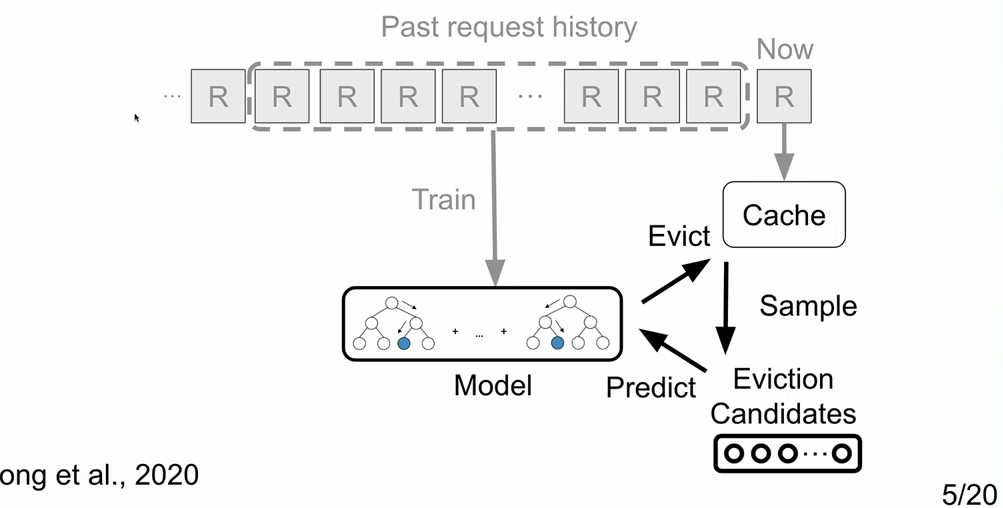 Past request history
Now
... R R R R R ... R R R R
Train
Cache
Evict
Sample
+ ... +
Model
Predict
Eviction
Candidates
...
ong et al., 2020
5/20